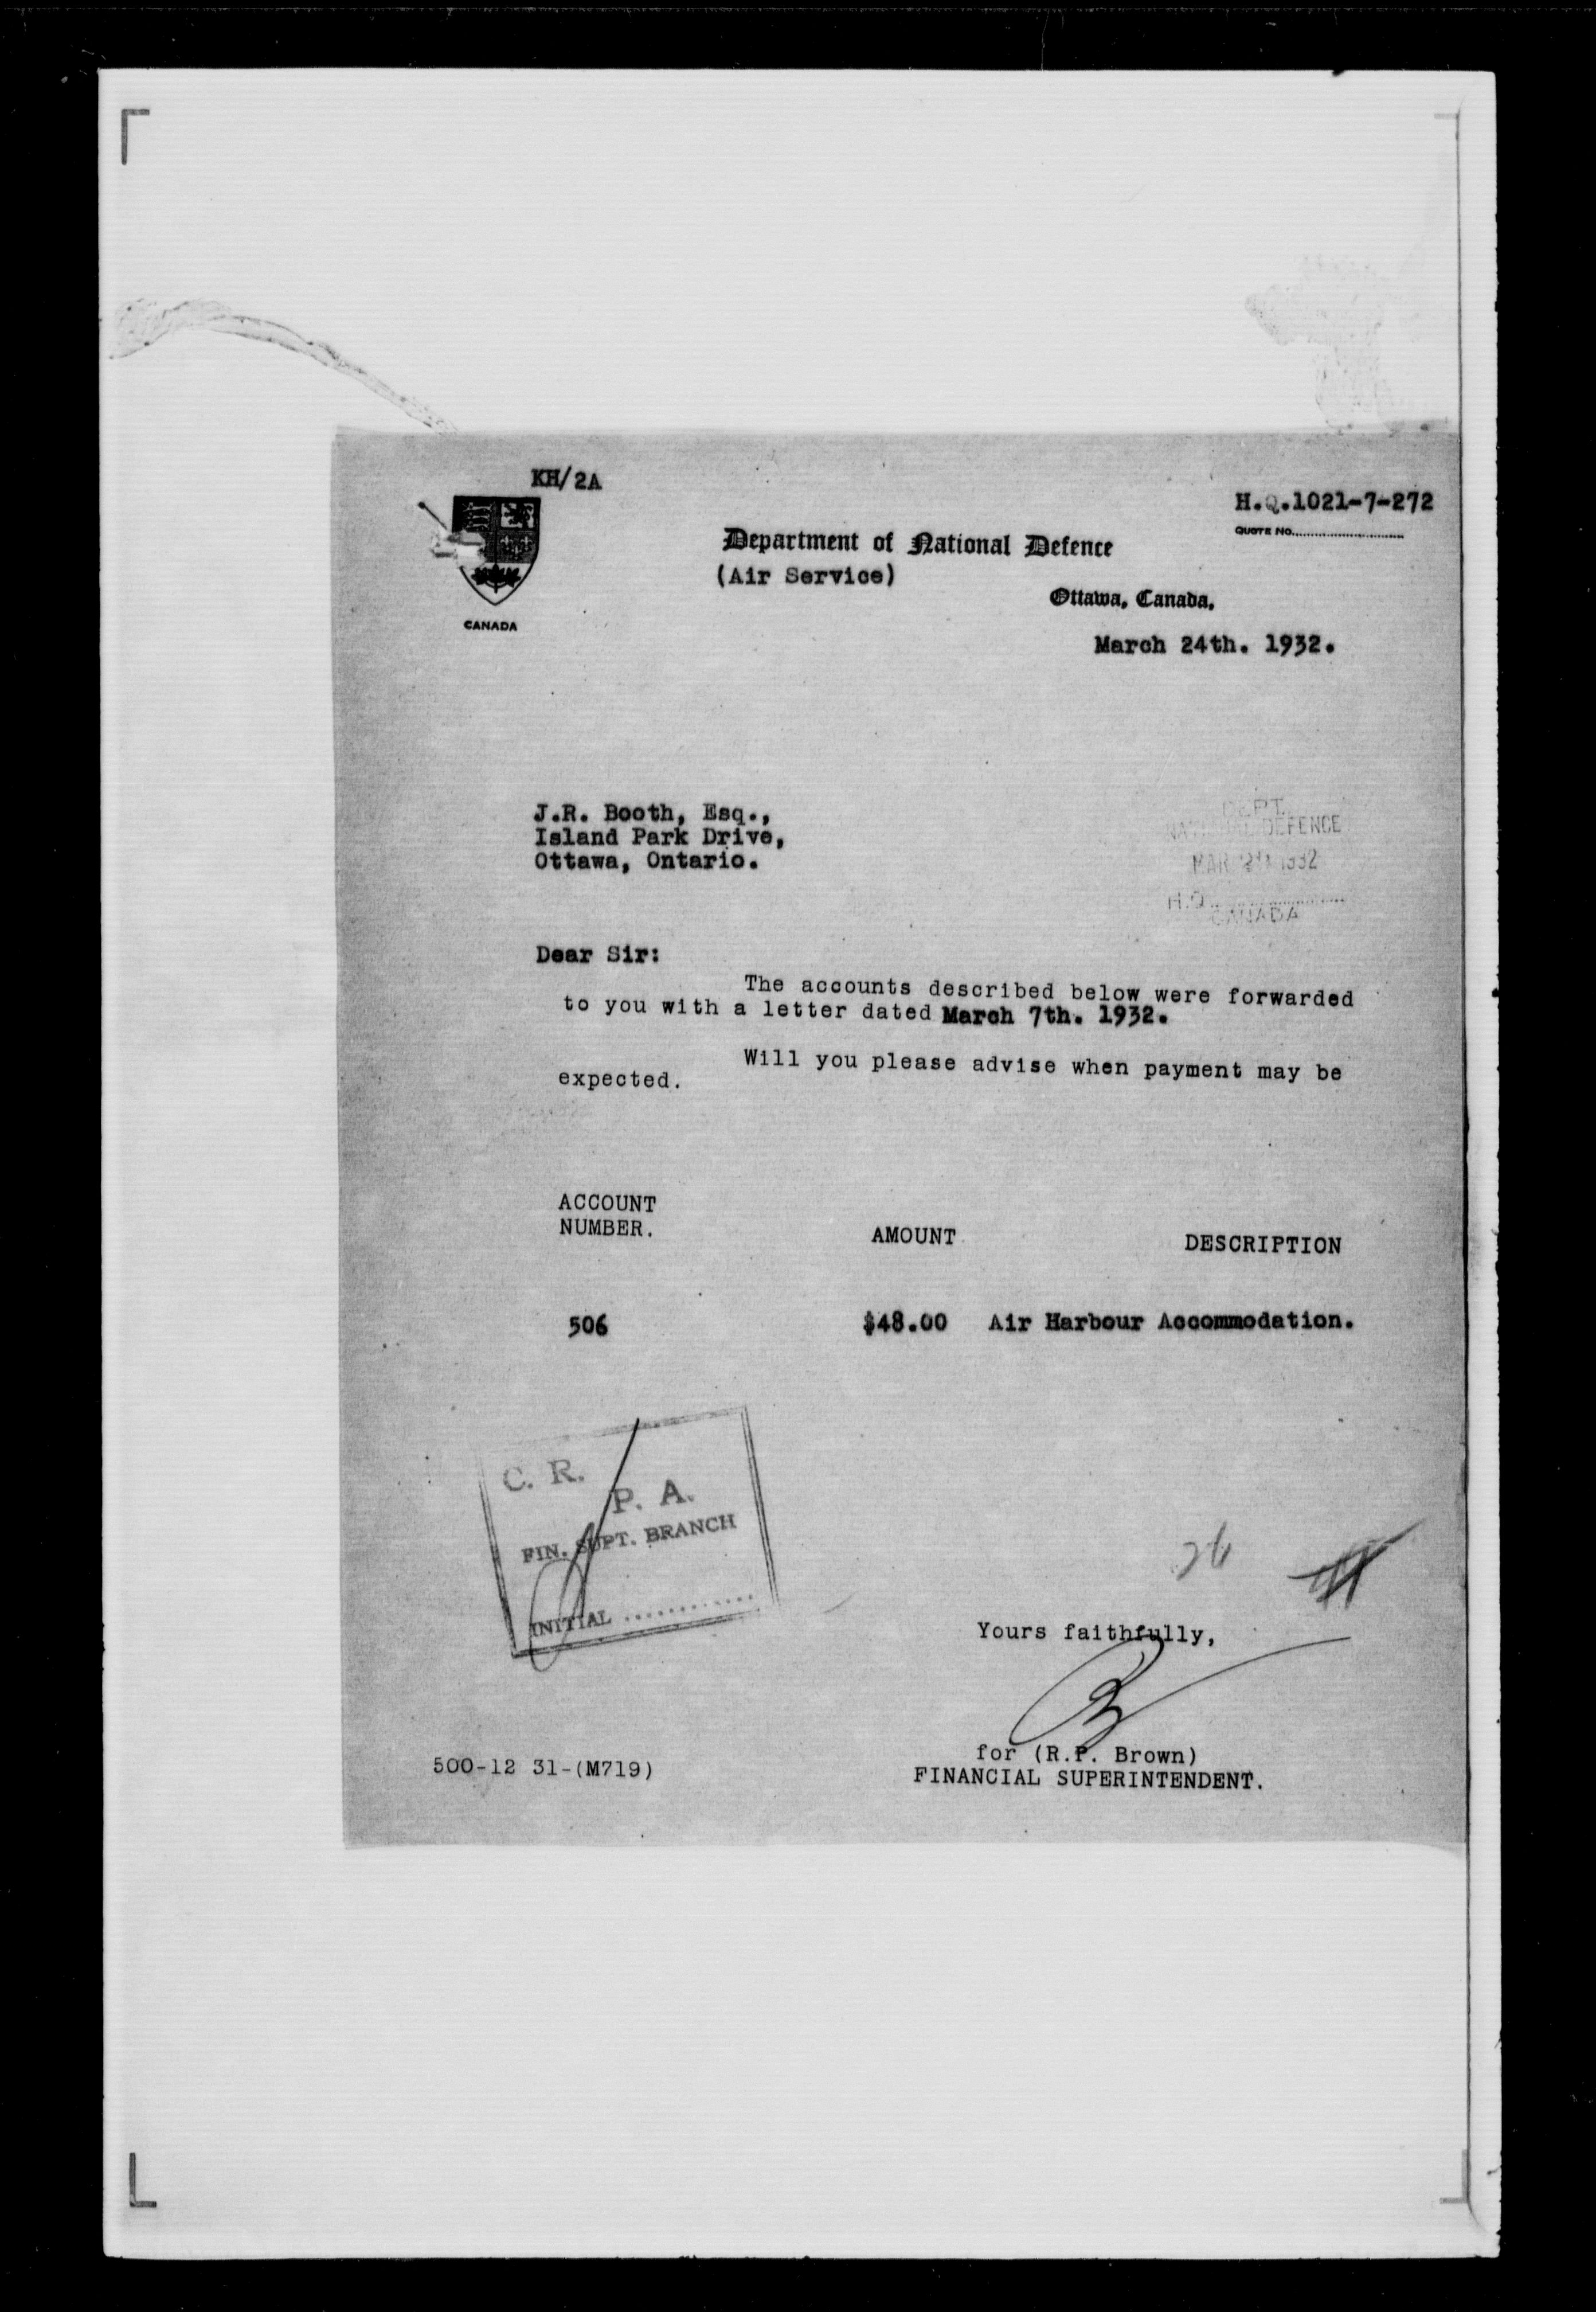 KH/2A
H.Q.1021-7-272
QUOTE NO.
Department of National Defence
(Air Service)
Ottawa, Canada,
CANADA
March 24th. 1932.
J.R. Booth, Esq.,
Island Park Drive,
Ottawa, Ontario.
DEPT.
NATIONAL DEFENCE
MAR 1932
H.Q.
CANADA
Dear Sir:
The accounts described below were forwarded
to you with a letter dated March 7th. 1932.
Will you please advise when payment may be
expected.
ACCOUNT
NUMBER.
AMOUNT
DESCRIPTION
506 $48.00 Air Harbour Accommodation.
C. R.
P. A.
FIN. SUPT. BRANCH
INITIAL ............
26
Yours faithfully,
for (R.P. Brown)
FINANCIAL SUPERINTENDENT.
500-12 31-(M719)